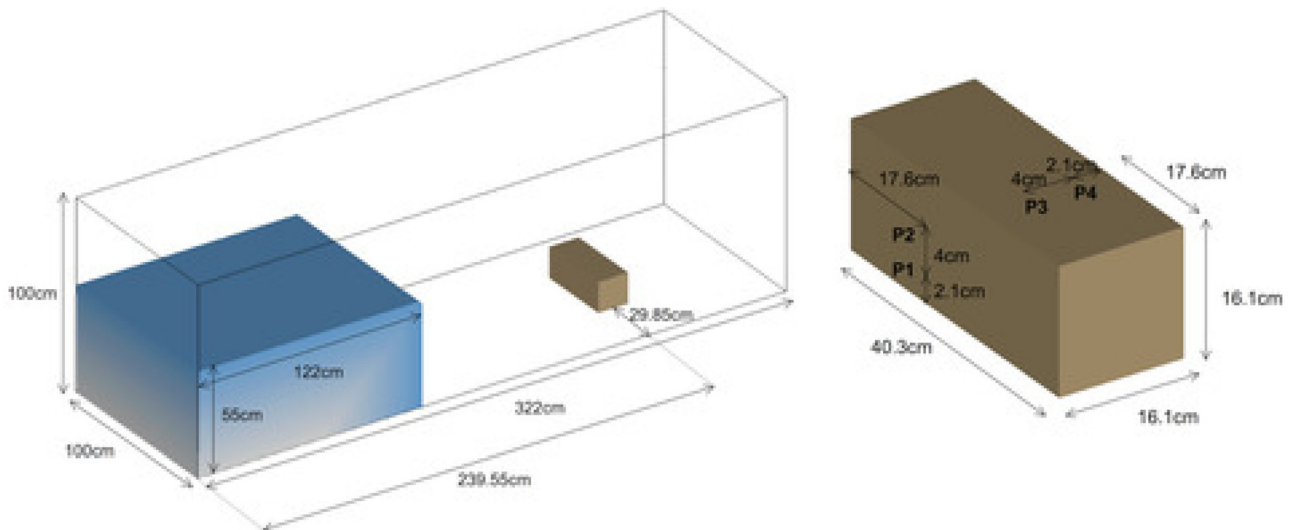 100cm
100cm
55cm
122cm
29.85cm
322cm
239.55cm
17.6cm
P2
4cm
P1
2.1cm
2.1cm
4cm
P4
P3
17.6cm
16.1cm
40.3cm
16.1cm